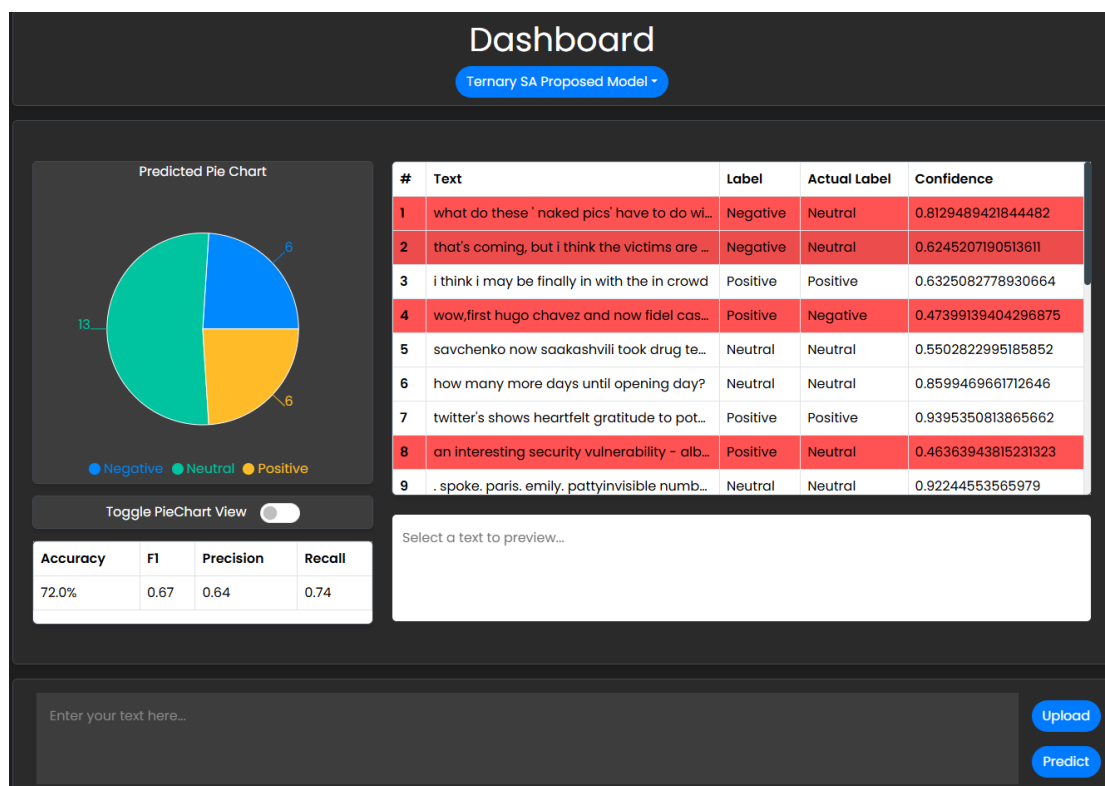 Dashboard
Ternary SA Proposed Model
Predicted Pie Chart
6
13
6
Negative Neutral Positive
Toggle PieChart View
Accuracy F1 Precision Recall
72.0% 0.67 0.64 0.74
# Text Label Actual Label Confidence
1 what do these ' naked pics' have to do wi... Negative Neutral 0.8129489421844482
2 that's coming, but i think the victims are ... Negative Neutral 0.6245207190513611
3 i think i may be finally in with the in crowd Positive Positive 0.6325082778930664
4 wow,first hugo chavez and now fidel cas... Positive Negative 0.47399139404296875
5 savchenko now saakashvili took drug te... Neutral Neutral 0.5502822995185852
6 how many more days until opening day? Neutral Neutral 0.8599469661712646
7 twitter's shows heartfelt gratitude to pot... Positive Positive 0.9395350813865662
8 an interesting security vulnerability - alb... Positive Neutral 0.46363943815231323
9 . spoke. paris. emily. pattyinvisible numb... Neutral Neutral 0.92244553565979
Select a text to preview...
Enter your text here...
Upload
Predict